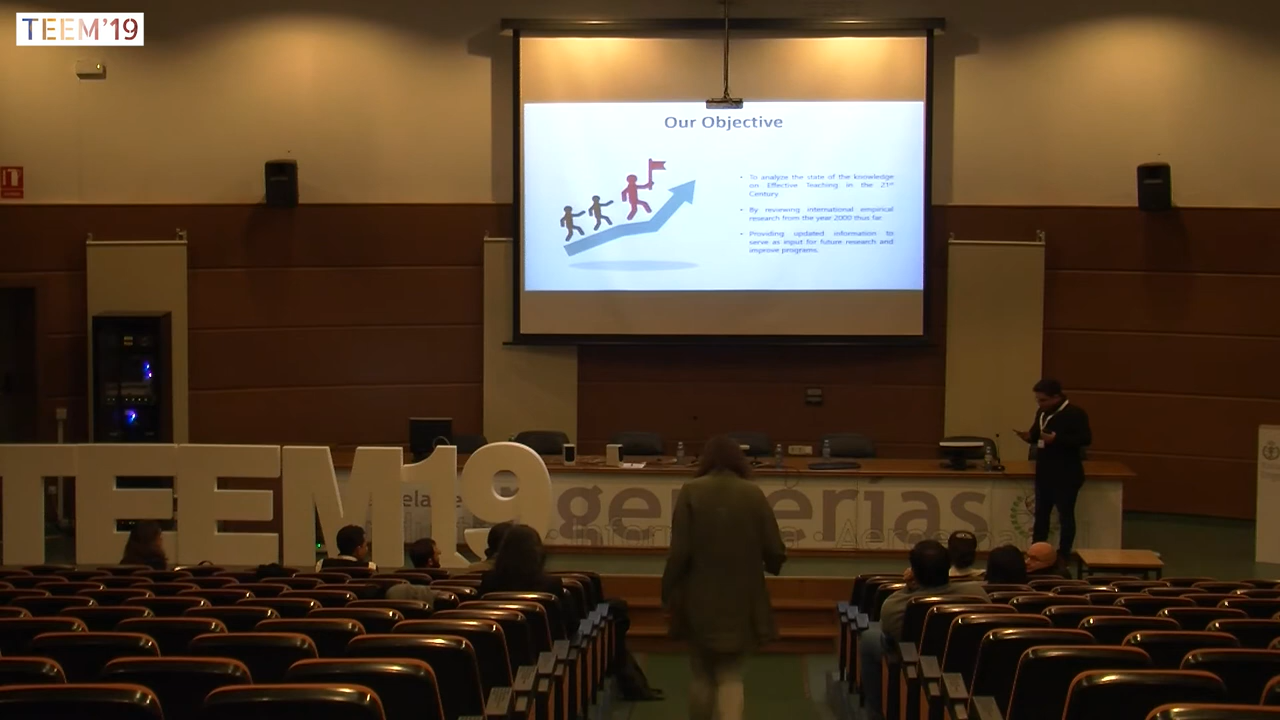 TEEM'19
Our Objective
• To analyze the state of the knowledge
on Effective Teaching in the 21st
Century.
• By reviewing international empirical
research from the year 2000 thus far
• Providing updated information to
serve as input for future research and
improve programs.
TEEM19
genierías